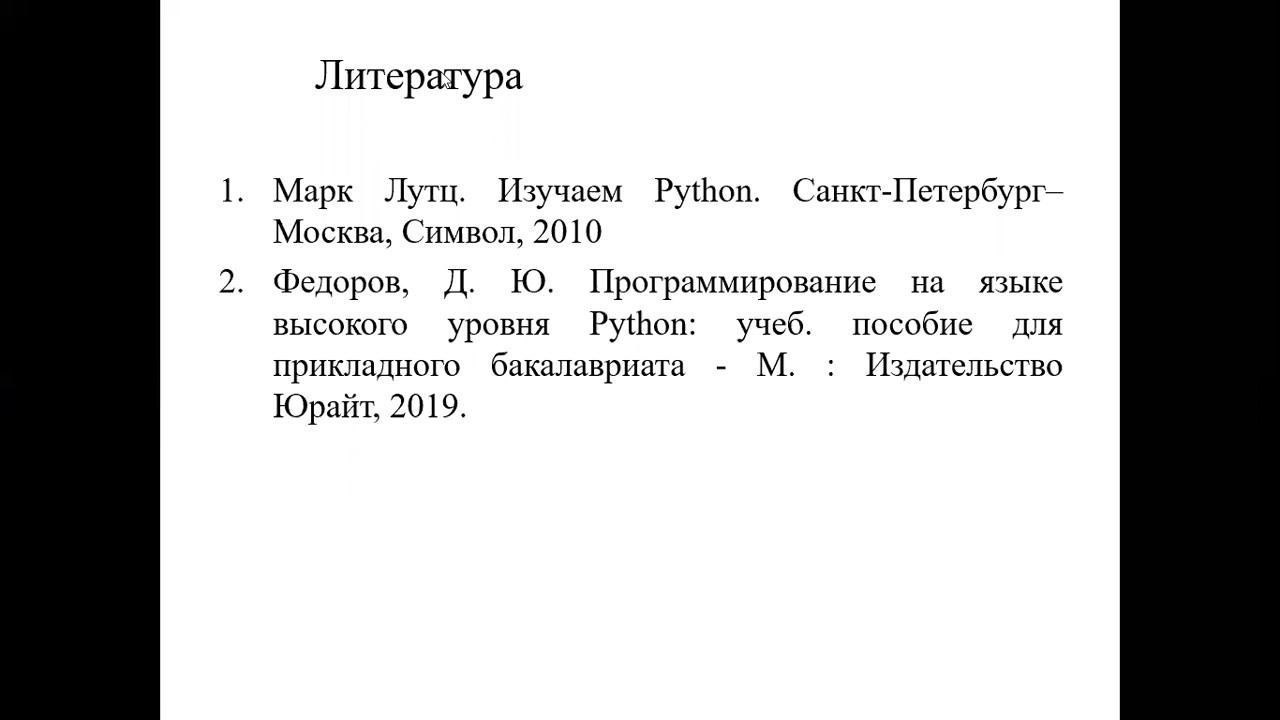 Литература
1. Марк Лутц. Изучаем Python. Санкт-Петербург–
Москва, Символ, 2010
2. Федоров, Д. Ю. Программирование на языке
высокого уровня Python: учеб. пособие для
прикладного бакалавриата - М. : Издательство
Юрайт, 2019.